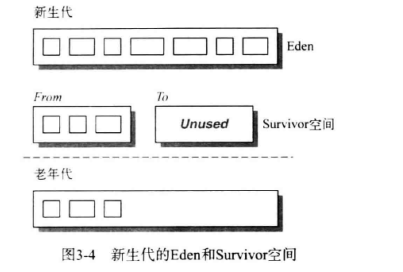 新生代
Eden
From
To
Unused
Survivor空间
老年代
图3-4 新生代的Eden和Survivor空间